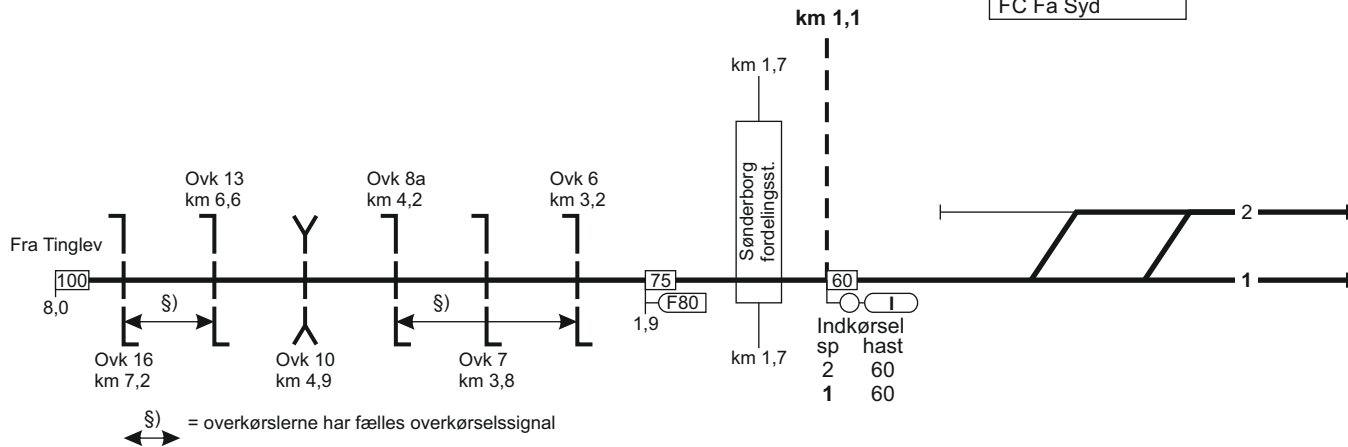 FC Fa Syd
km 1,1
km 1,7
Sønderborg
fordelingsst.
Ovk 13
km 6,6
Ovk 8a
km 4,2
Ovk 6
km 3,2
Fra Tinglev
2
100
75
60
1
8,0
§)
§)
F80
I
1,9
Indkørsel
sp hast
2 60
1 60
Ovk 16
km 7,2
Ovk 10
km 4,9
Ovk 7
km 3,8
km 1,7
§) = overkørslerne har fælles overkørselssignal